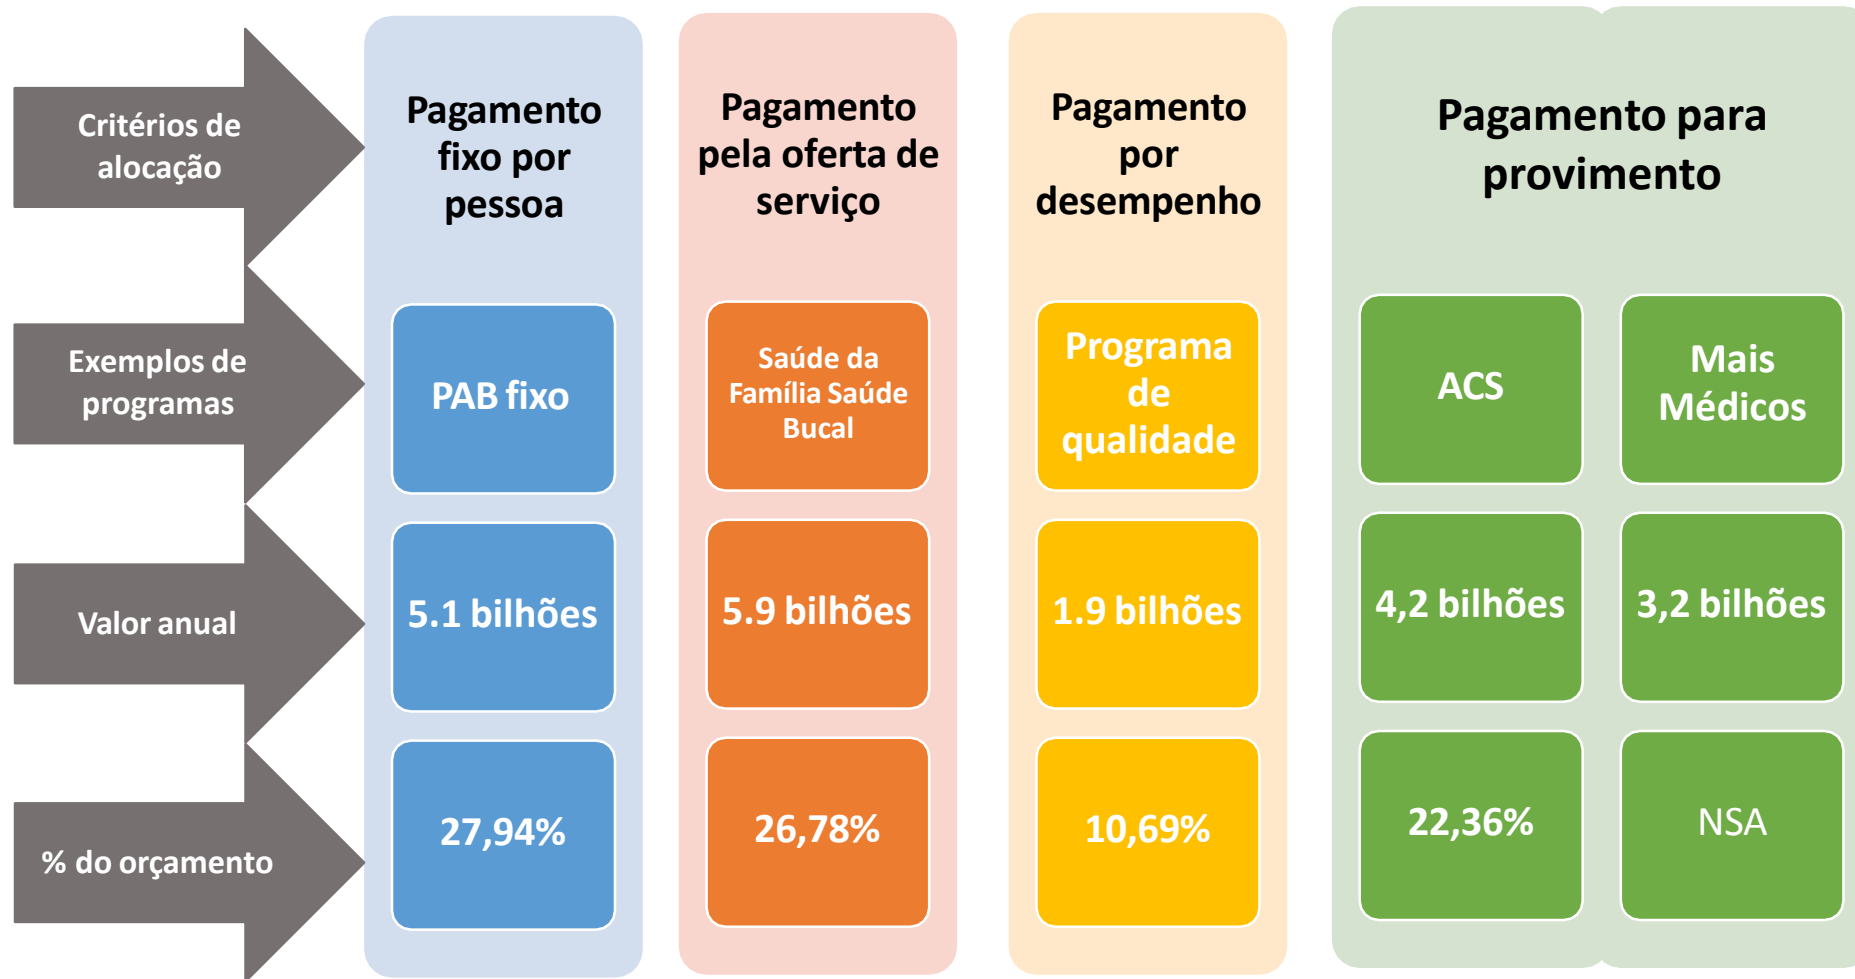 Critérios de
alocação
Pagamento
fixo por
pessoa
Pagamento
pela oferta de
serviço
Pagamento
por
desempenho
Pagamento para
provimento
Exemplos de
programas
PAB fixo
Saúde da
Família Saúde
Bucal
Programa
de
qualidade
ACS
Mais
Médicos
Valor anual
5.1 bilhões
5.9 bilhões
1.9 bilhões
4,2 bilhões
3,2 bilhões
% do orçamento
27,94%
26,78%
10,69%
22,36%
NSA